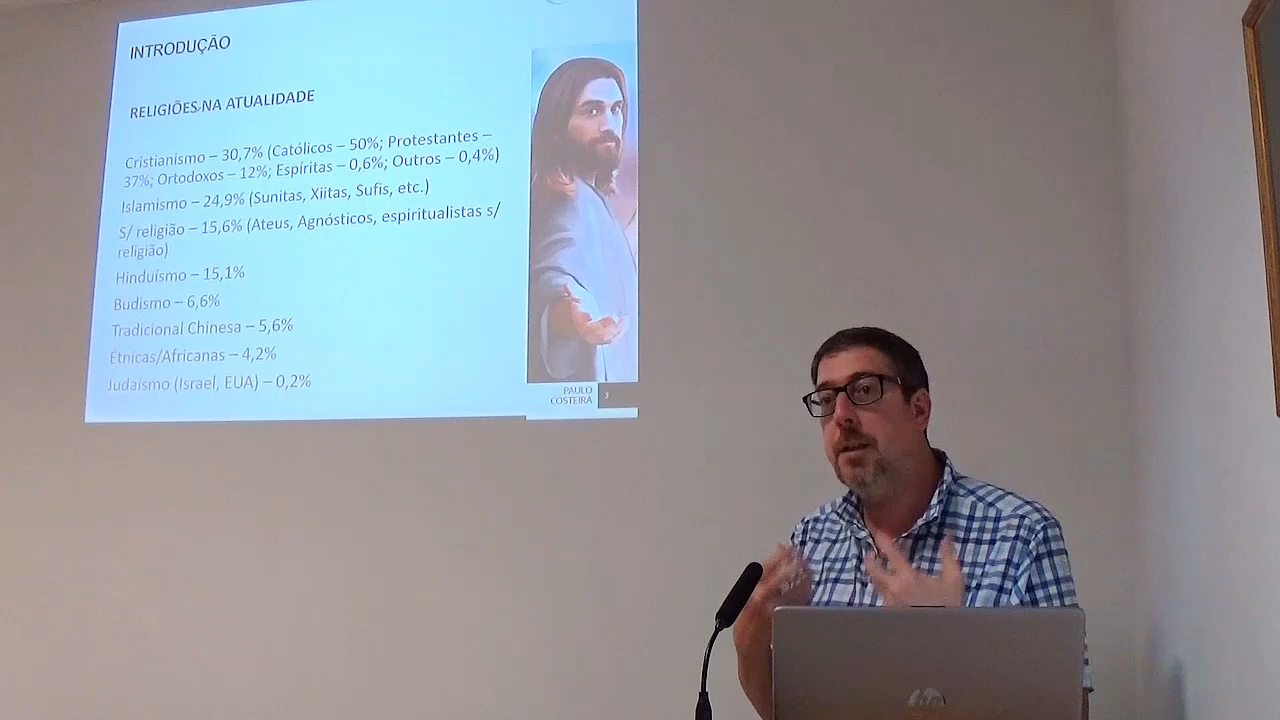 INTRODUÇÃO
RELIGIÕES NA ATUALIDADE
Cristianismo – 30,7% (Católicos – 50%; Protestantes –
37%; Ortodoxos – 12%; Espíritas – 0,6%; Outros – 0,4%)
Islamismo – 24,9% (Sunitas, Xiitas, Sufis, etc.)
S/ religião – 15,6% (Ateus, Agnósticos, espiritualistas s/
religião)
Hinduísmo – 15,1%
Budismo – 6,6%
Tradicional Chinesa – 5,6%
Étnicas/Africanas – 4,2%
Judaísmo (Israel, EUA) – 0,2%
PAULO
COSTEIRA
3
hp